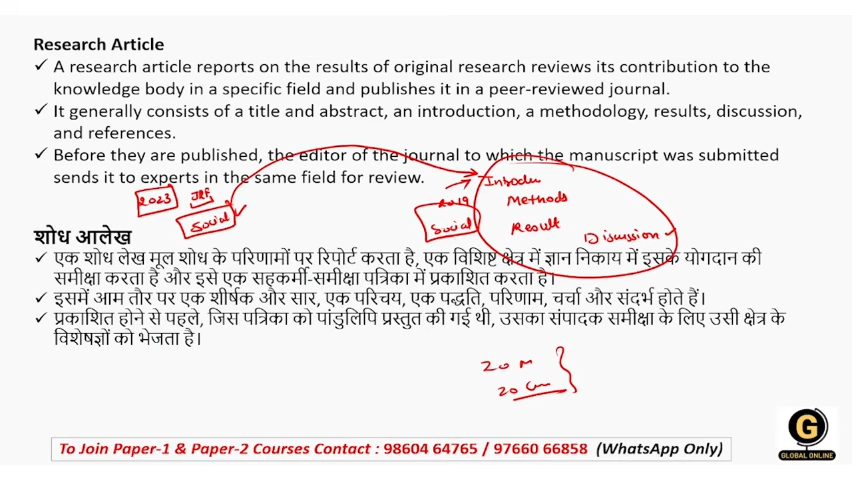 Research Article
✓ A research article reports on the results of original research reviews its contribution to the
knowledge body in a specific field and publishes it in a peer-reviewed journal.
✓ It generally consists of a title and abstract, an introduction, a methodology, results, discussion,
and references.
✓ Before they are published, the editor of the journal to which the manuscript was submitted
sends it to experts in the same field for review.
Introdu
2023 JRF 2019 Methods
Social Social Result
Discussion
शोध आलेख
✓ एक शोध लेख मूल शोध के परिणामों पर रिपोर्ट करता है, एक विशिष्ट क्षेत्र में ज्ञान निकाय में इसके योगदान की
समीक्षा करता है और इसे एक सहकर्मी-समीक्षा पत्रिका में प्रकाशित करता है।
✓ इसमें आम तौर पर एक शीर्षक और सार, एक परिचय, एक पद्धति, परिणाम, चर्चा और संदर्भ होते हैं।
✓ प्रकाशित होने से पहले, जिस पत्रिका को पांडुलिपि प्रस्तुत की गई थी, उसका संपादक समीक्षा के लिए उसी क्षेत्र के
विशेषज्ञों को भेजता है।
20 M
20
To Join Paper-1 & Paper-2 Courses Contact : 98604 64765 / 97660 66858 (WhatsApp Only)
G
GLOBAL ONLINE